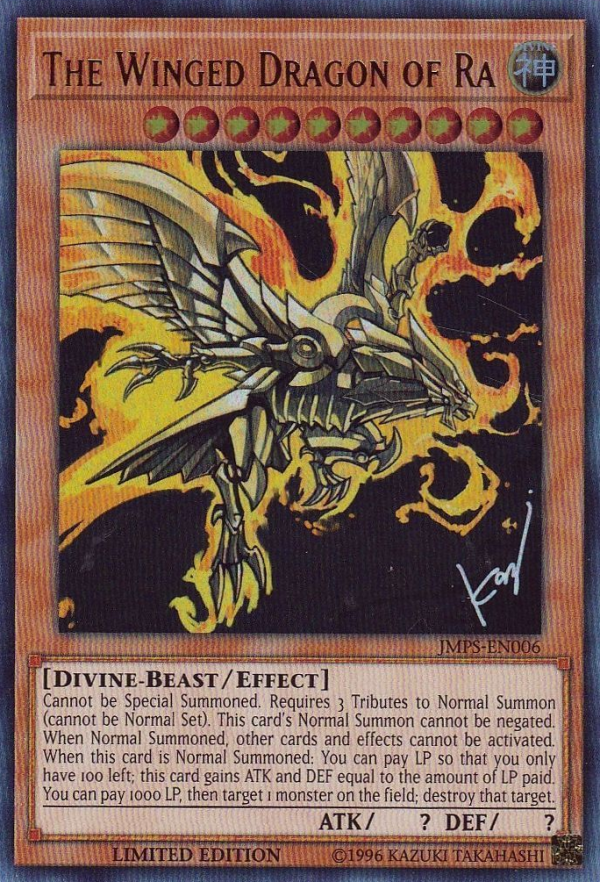 THE WINGED DRAGON OF RA
DIVINE
神
JMPS-EN006
[DIVINE-BEAST/EFFECT]
Cannot be Special Summoned. Requires 3 Tributes to Normal Summon
(cannot be Normal Set). This card's Normal Summon cannot be negated.
When Normal Summoned, other cards and effects cannot be activated.
When this card is Normal Summoned: You can pay LP so that you only
have 100 left; this card gains ATK and DEF equal to the amount of LP paid.
You can pay 1000 LP, then target 1 monster on the field; destroy that target.
ATK/ ? DEF/ ?
LIMITED EDITION ©1996 KAZUKI TAKAHASHI